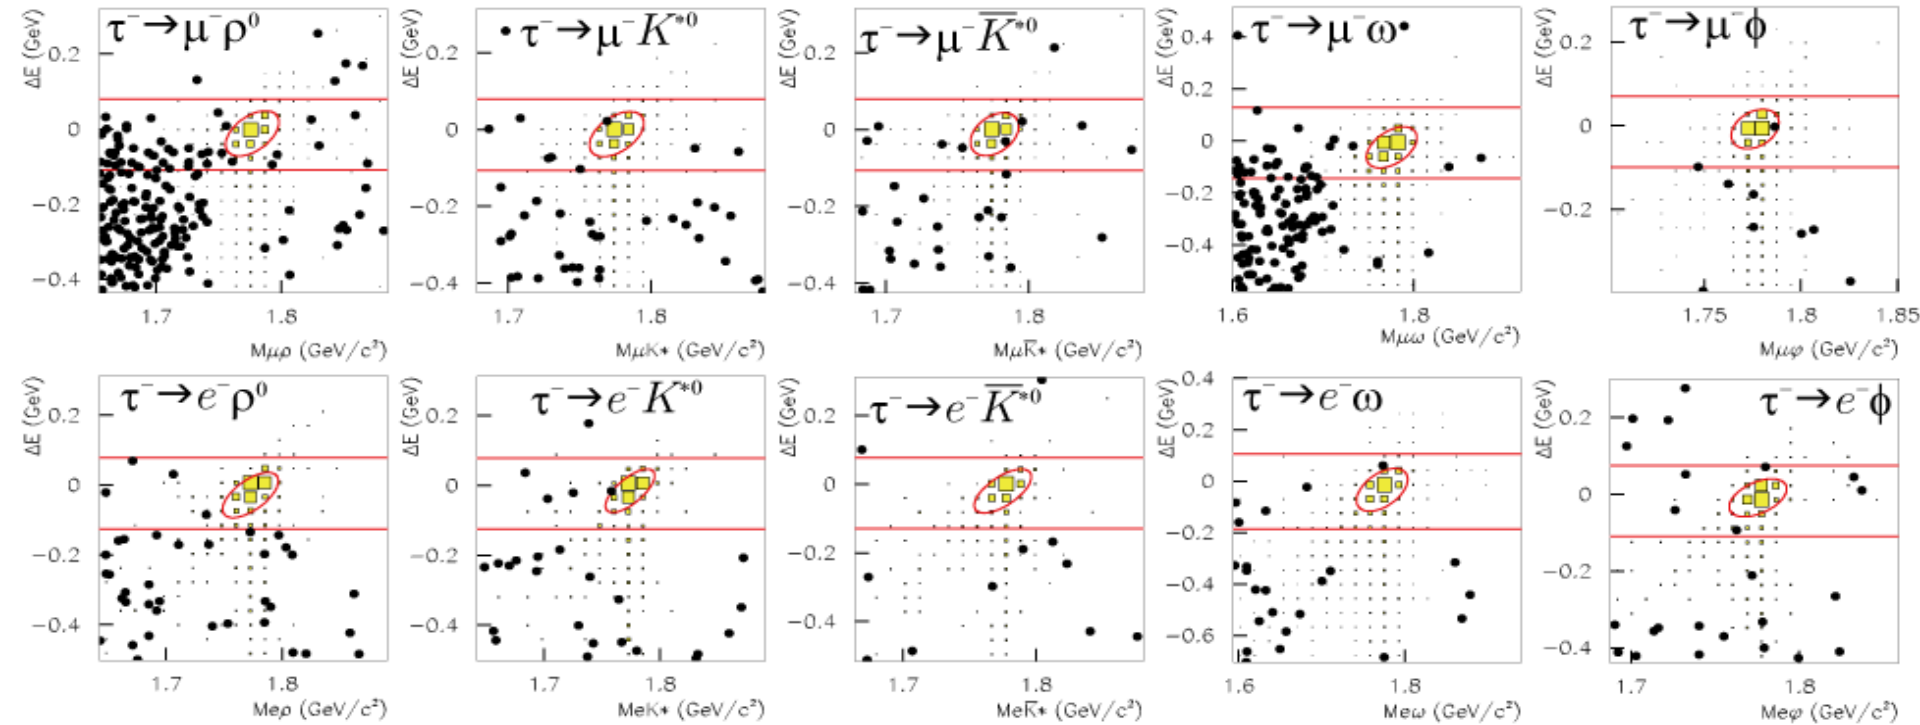 τ⁻→μ⁻ρ⁰
ΔE (GeV)
0.2
0
−0.2
−0.4
1.7 1.8
Mμρ (GeV/c²)
τ⁻→μ⁻K*⁰
ΔE (GeV)
0.2
0
−0.2
−0.4
1.7 1.8
MμK* (GeV/c²)
τ⁻→μ⁻K̅*⁰
ΔE (GeV)
0.2
0
−0.2
−0.4
1.7 1.8
MμK̅* (GeV/c²)
τ⁻→μ⁻ω
ΔE (GeV)
0.4
0.2
0
−0.2
−0.4
1.6 1.8
Mμω (GeV/c²)
τ⁻→μ⁻ϕ
ΔE (GeV)
0.2
0
−0.2
1.75 1.8 1.85
Mμφ (GeV/c²)
τ⁻→e⁻ρ⁰
ΔE (GeV)
0.2
0
−0.2
−0.4
1.7 1.8
Meρ (GeV/c²)
τ⁻→e⁻K*⁰
ΔE (GeV)
0.2
0
−0.2
−0.4
1.7 1.8
MeK* (GeV/c²)
τ⁻→e⁻K̅*⁰
ΔE (GeV)
0.2
0
−0.2
−0.4
1.7 1.8
MeK̅* (GeV/c²)
τ⁻→e⁻ω
ΔE (GeV)
0.4
0.2
0
−0.2
−0.4
−0.6
1.6 1.8
Meω (GeV/c²)
τ⁻→e⁻ϕ
ΔE (GeV)
0.2
0
−0.2
−0.4
1.7 1.8
Meφ (GeV/c²)